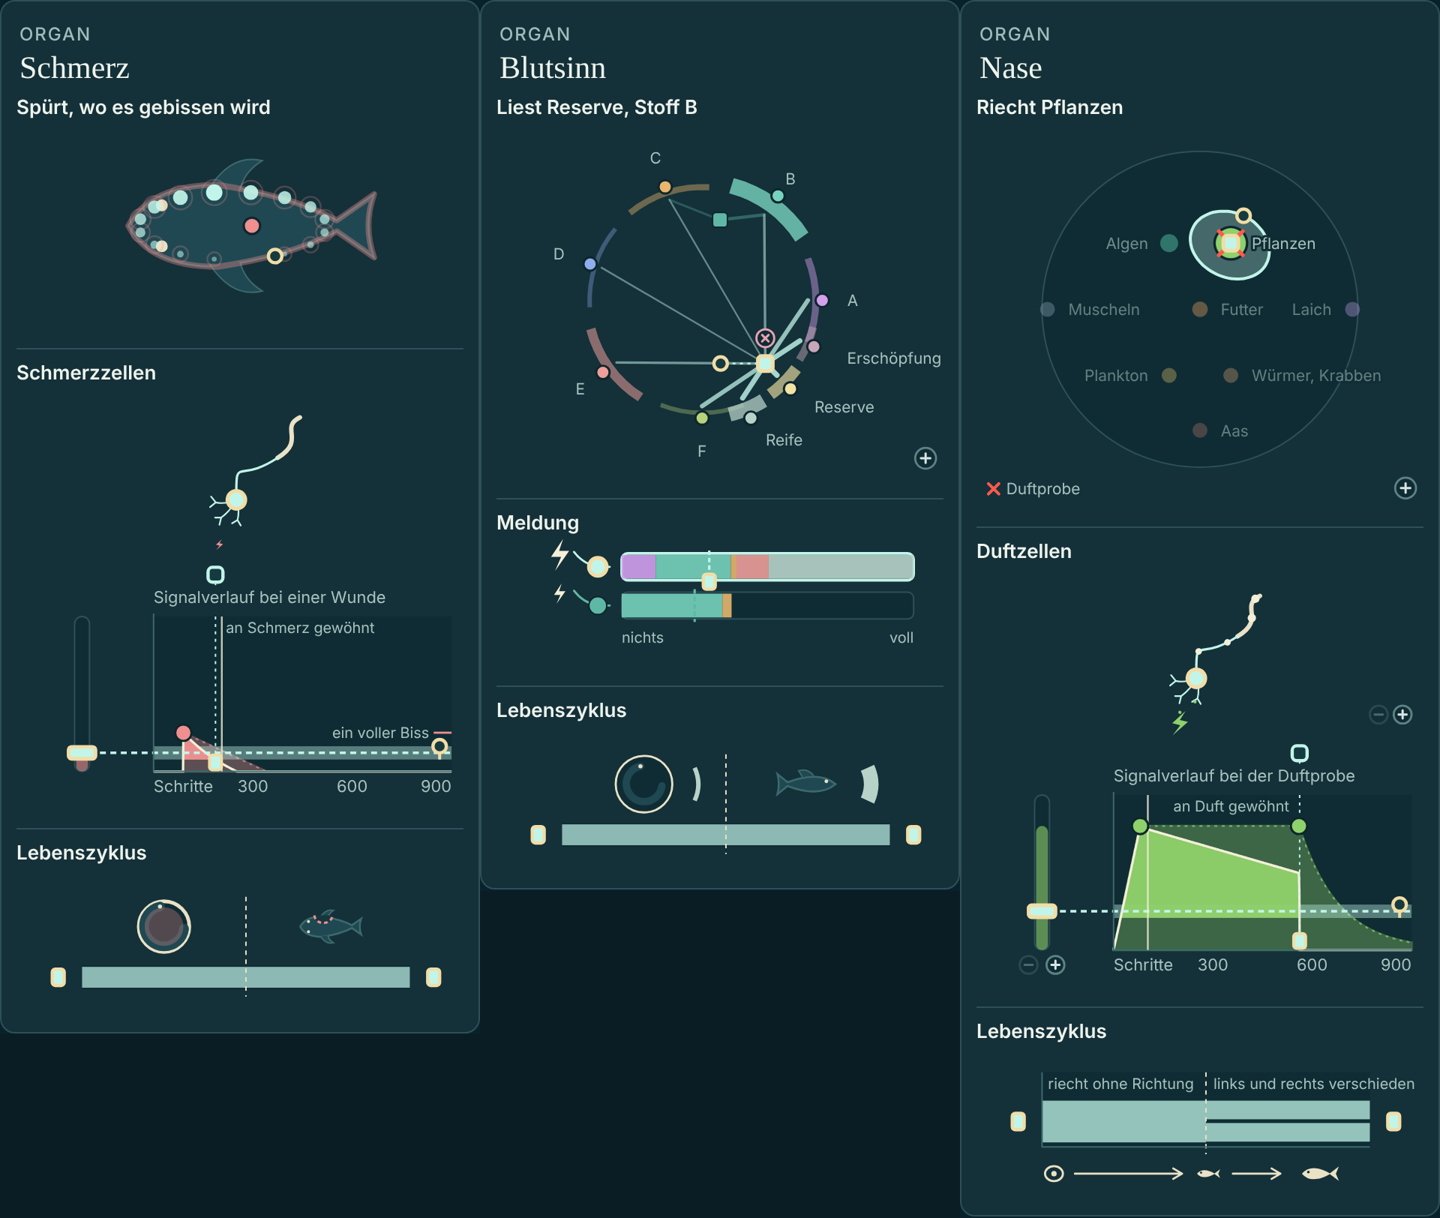 ORGAN
Schmerz
Spürt, wo es gebissen wird
Schmerzzellen
Signalverlauf bei einer Wunde
an Schmerz gewöhnt
ein voller Biss
Schritte 300 600 900
Lebenszyklus
ORGAN
Blutsinn
Liest Reserve, Stoff B
C
B
D
A
Erschöpfung
E
Reserve
Reife
F
Meldung
nichts voll
Lebenszyklus
ORGAN
Nase
Riecht Pflanzen
Algen Pflanzen
Muscheln Futter Laich
Plankton Würmer, Krabben
Aas
Duftprobe
Duftzellen
Signalverlauf bei der Duftprobe
an Duft gewöhnt
Schritte 300 600 900
Lebenszyklus
riecht ohne Richtung links und rechts verschieden